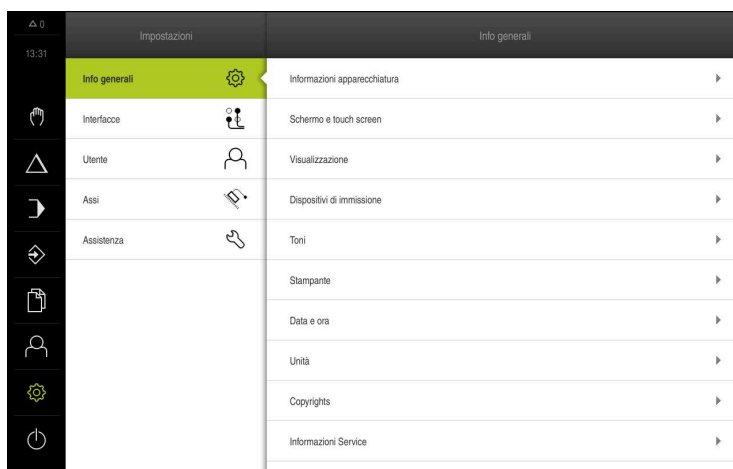 △ 0
13:31
Impostazioni
Info generali
Info generali
Interfacce
Utente
Assi
Assistenza
Informazioni apparecchiatura
Schermo e touch screen
Visualizzazione
Dispositivi di immissione
Toni
Stampante
Data e ora
Unità
Copyrights
Informazioni Service